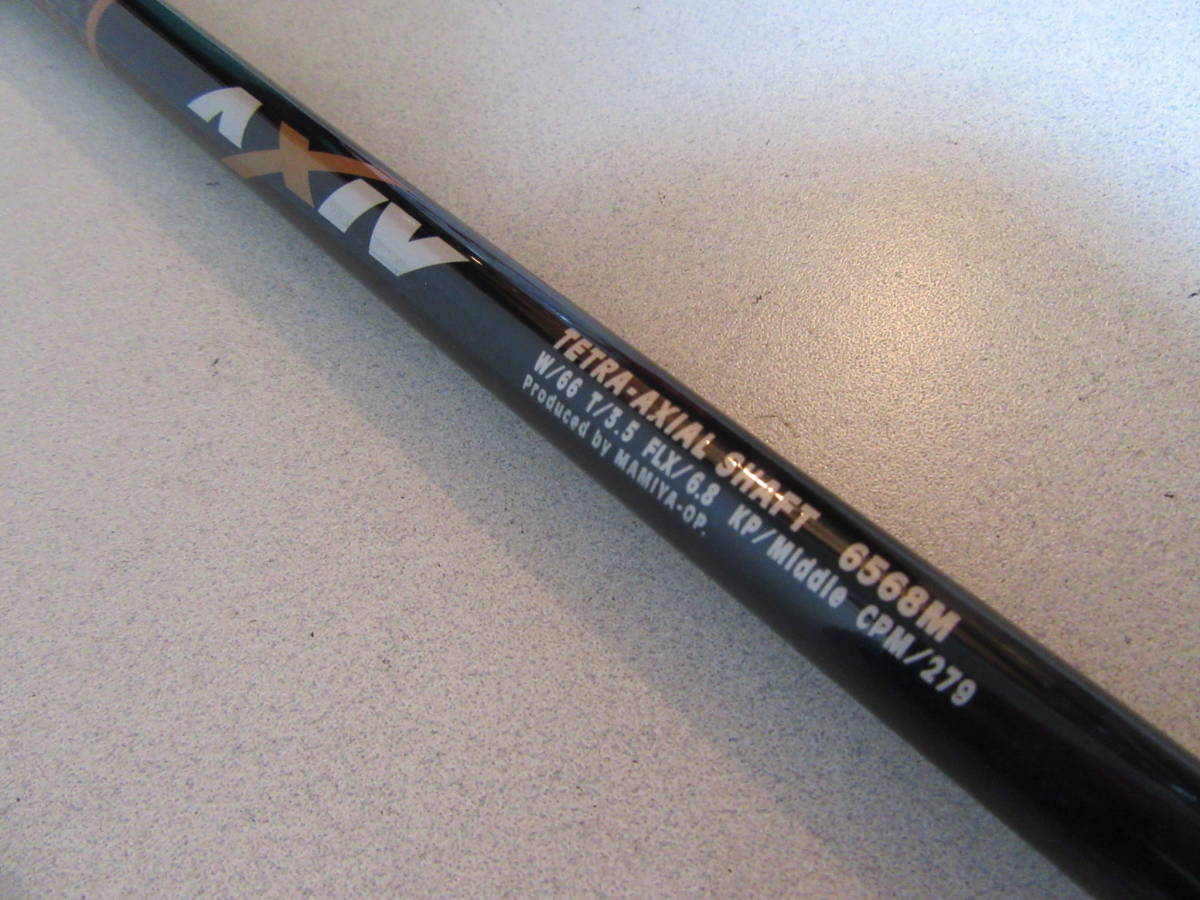 AXIV
TETRA-AXIAL SHAFT 6568M
W/66 T/3.5 FLX/6.8 KP/Middle CPM/279
Produced by MAMIYA-OP.